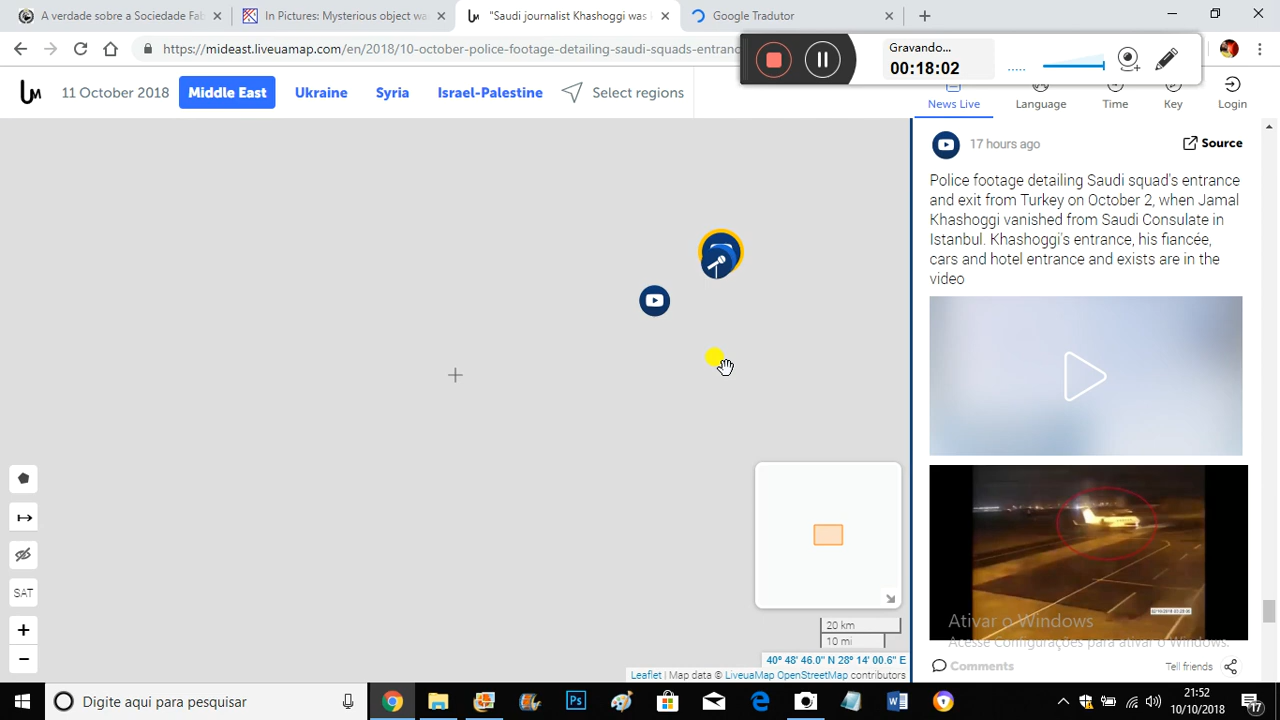 A verdade sobre a Sociedade Fab
In Pictures: Mysterious object wa
"Saudi journalist Khashoggi was
Google Tradutor
https://mideast.liveuamap.com/en/2018/10-october-police-footage-detailing-saudi-squads-entranc
Gravando...
00:18:02
11 October 2018
Middle East
Ukraine
Syria
Israel-Palestine
Select regions
News Live
Language
Time
Key
Login
17 hours ago
Source
Police footage detailing Saudi squad's entrance
and exit from Turkey on October 2, when Jamal
Khashoggi vanished from Saudi Consulate in
Istanbul. Khashoggi's entrance, his fiancée,
cars and hotel entrance and exists are in the
video
SAT
+
−
20 km
10 mi
40º 48' 46.0" N 28º 14' 00.6" E
Leaflet | Map data © LiveuaMap OpenStreetMap contributors
Ativar o Windows
Acesse Configurações para ativar o Windows.
Comments
Tell friends
Digite aqui para pesquisar
21:52
10/10/2018
17